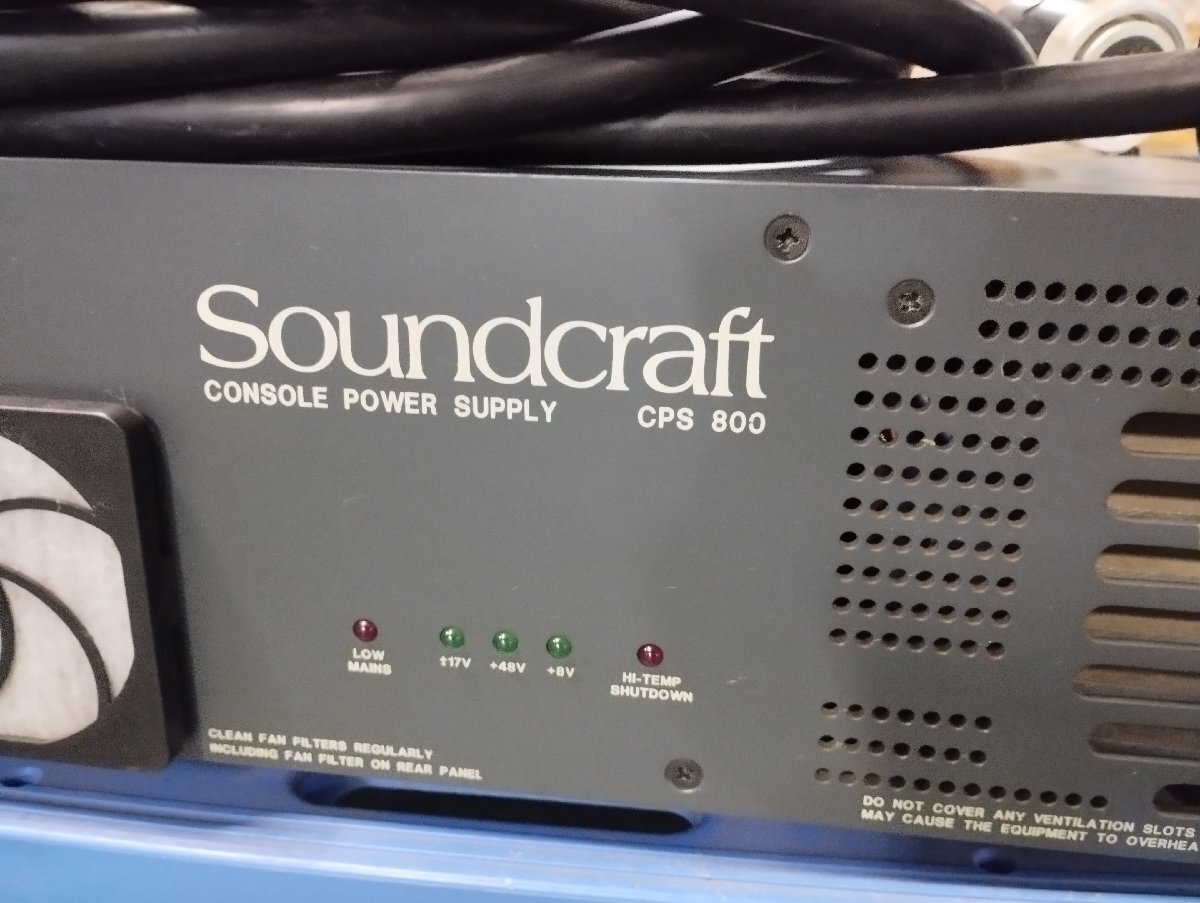 Soundcraft
CONSOLE POWER SUPPLY CPS 800
LOW
MAINS
±17V
+48V
+8V
HI-TEMP
SHUTDOWN
CLEAN FAN FILTERS REGULARLY
INCLUDING FAN FILTER ON REAR PANEL
DO NOT COVER ANY VENTILATION SLOTS
MAY CAUSE THE EQUIPMENT TO OVERHEA